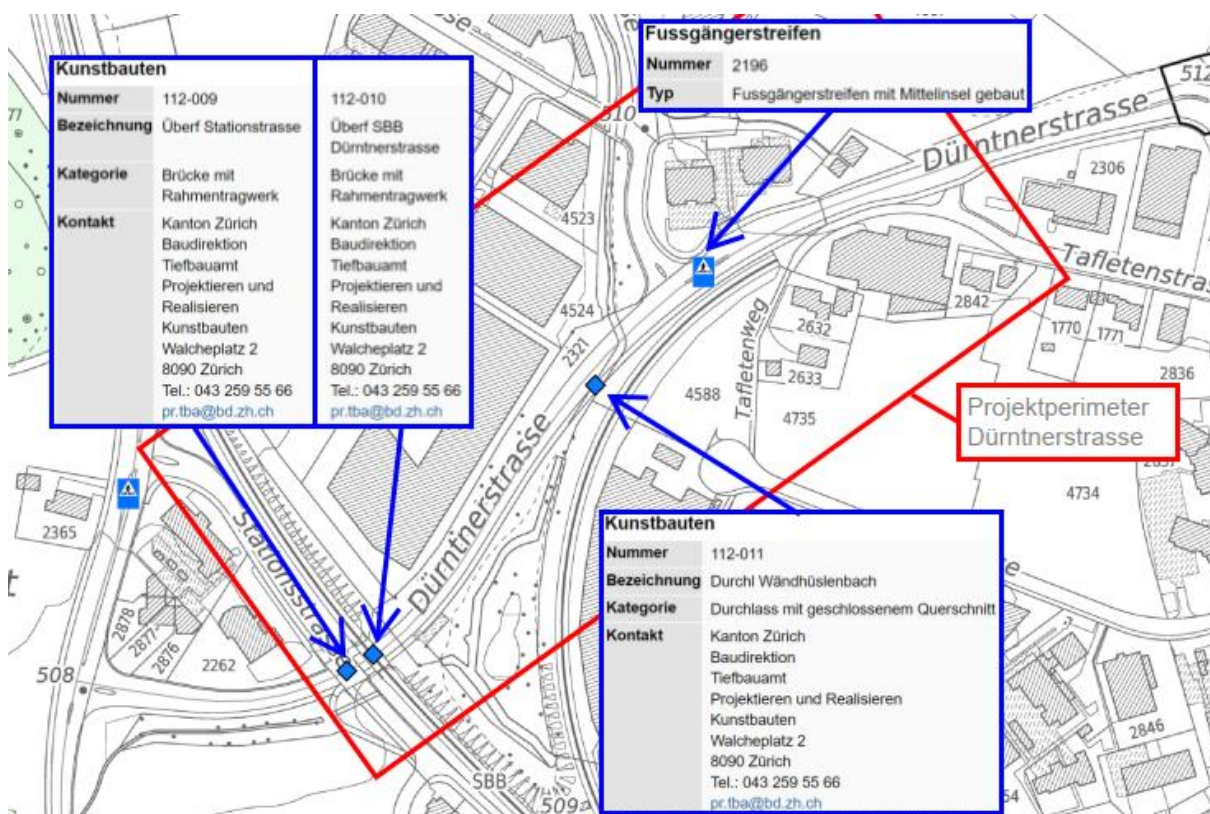 Kunstbauten
Nummer 112-009 112-010
Bezeichnung Überf Stationstrasse Überf SBB
Dürntnerstrasse
Kategorie Brücke mit Brücke mit
Rahmentragwerk Rahmentragwerk
Kontakt Kanton Zürich Kanton Zürich
Baudirektion Baudirektion
Tiefbauamt Tiefbauamt
Projektieren und Projektieren und
Realisieren Realisieren
Kunstbauten Kunstbauten
Walcheplatz 2 Walcheplatz 2
8090 Zürich 8090 Zürich
Tel.: 043 259 55 66 Tel.: 043 259 55 66
pr.tba@bd.zh.ch pr.tba@bd.zh.ch
Fussgängerstreifen
Nummer 2196
Typ Fussgängerstreifen mit Mittelinsel gebaut
512
510
Dürntnerstrasse
2306
4523
Tafletenstras
4524
2842
2321
2632
1770
1771
2633
2836
4588
Tafletenweg
4735
Projektperimeter
Dürntnerstrasse
4734
2365
Stationsstras
Dürntnerstrasse
2878
2877
2876
2262
508
SBB
509
2846
54
Kunstbauten
Nummer 112-011
Bezeichnung Durchl Wändhüslenbach
Kategorie Durchlass mit geschlossenem Querschnitt
Kontakt Kanton Zürich
Baudirektion
Tiefbauamt
Projektieren und Realisieren
Kunstbauten
Walcheplatz 2
8090 Zürich
Tel.: 043 259 55 66
pr.tba@bd.zh.ch